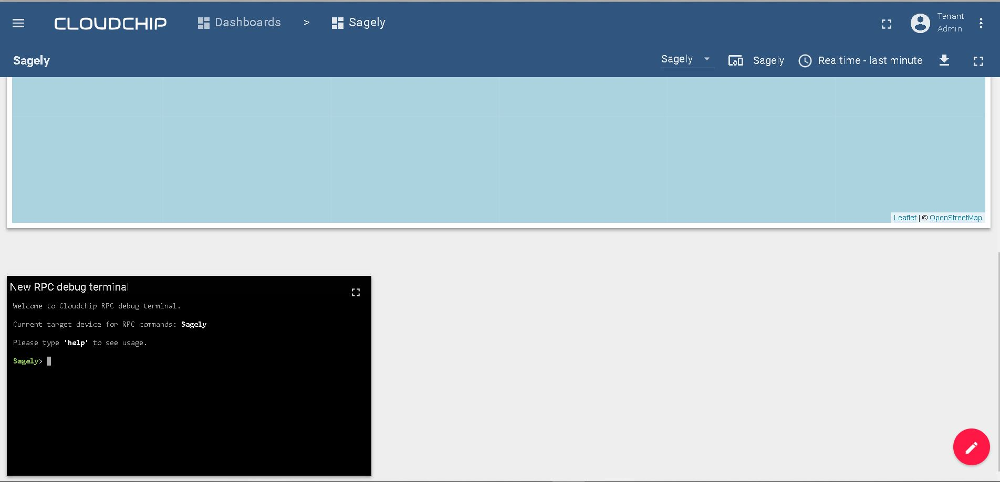 CLOUDCHIP Dashboards > Sagely
Tenant
Admin
Sagely
Sagely Sagely Realtime - last minute
Leaflet | © OpenStreetMap
New RPC debug terminal
Welcome to Cloudchip RPC debug terminal.
Current target device for RPC commands: Sagely
Please type 'help' to see usage.
Sagely>